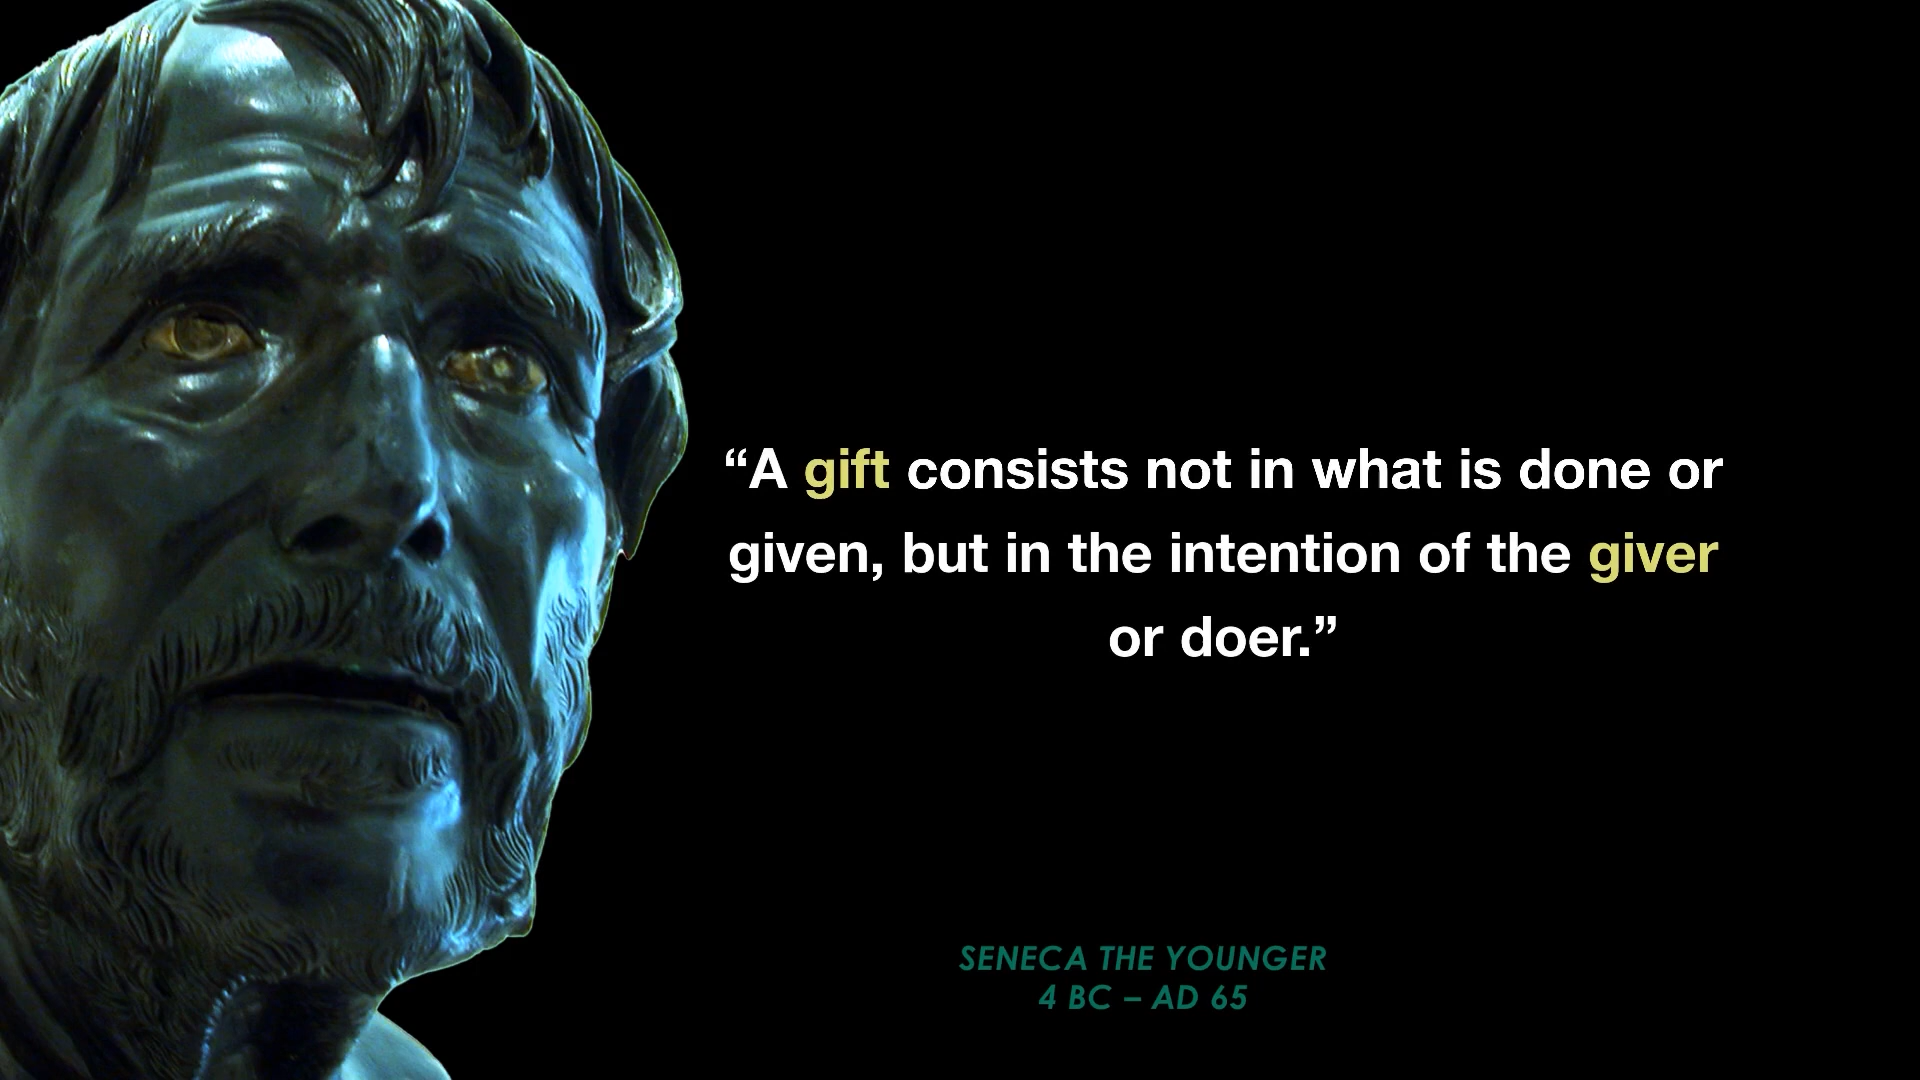 “A gift consists not in what is done or
given, but in the intention of the giver
or doer.”
SENECA THE YOUNGER
4 BC – AD 65